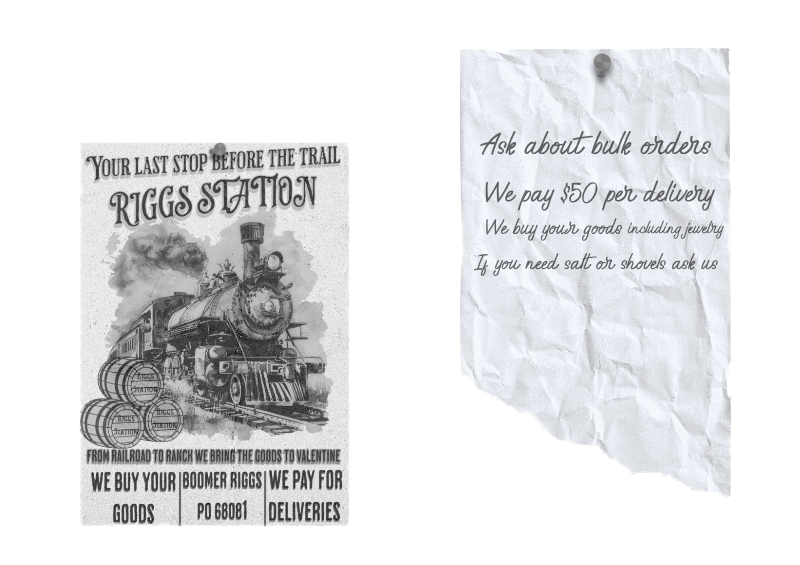 YOUR LAST STOP BEFORE THE TRAIL
RIGGS STATION
RIGGS
STATION
RIGGS
STATION
RIGGS
STATION
FROM RAILROAD TO RANCH WE BRING THE GOODS TO VALENTINE
WE BUY YOUR
GOODS
BOOMER RIGGS
PO 68081
WE PAY FOR
DELIVERIES
Ask about bulk orders
We pay $50 per delivery
We buy your goods including jewelry
If you need salt or shovels ask us